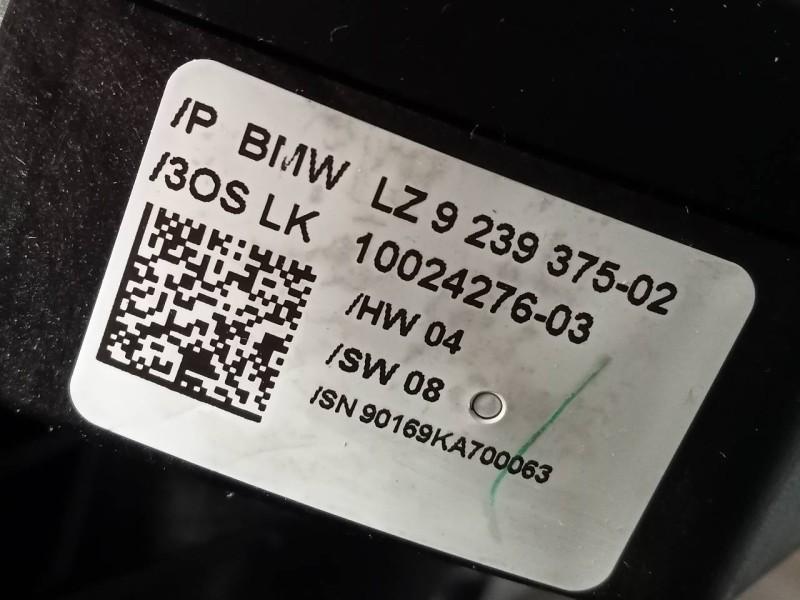 /P BMW LZ 9 239 375-02
/3OS LK 10024276-03
/HW 04
/SW 08
/SN 90169KA700063